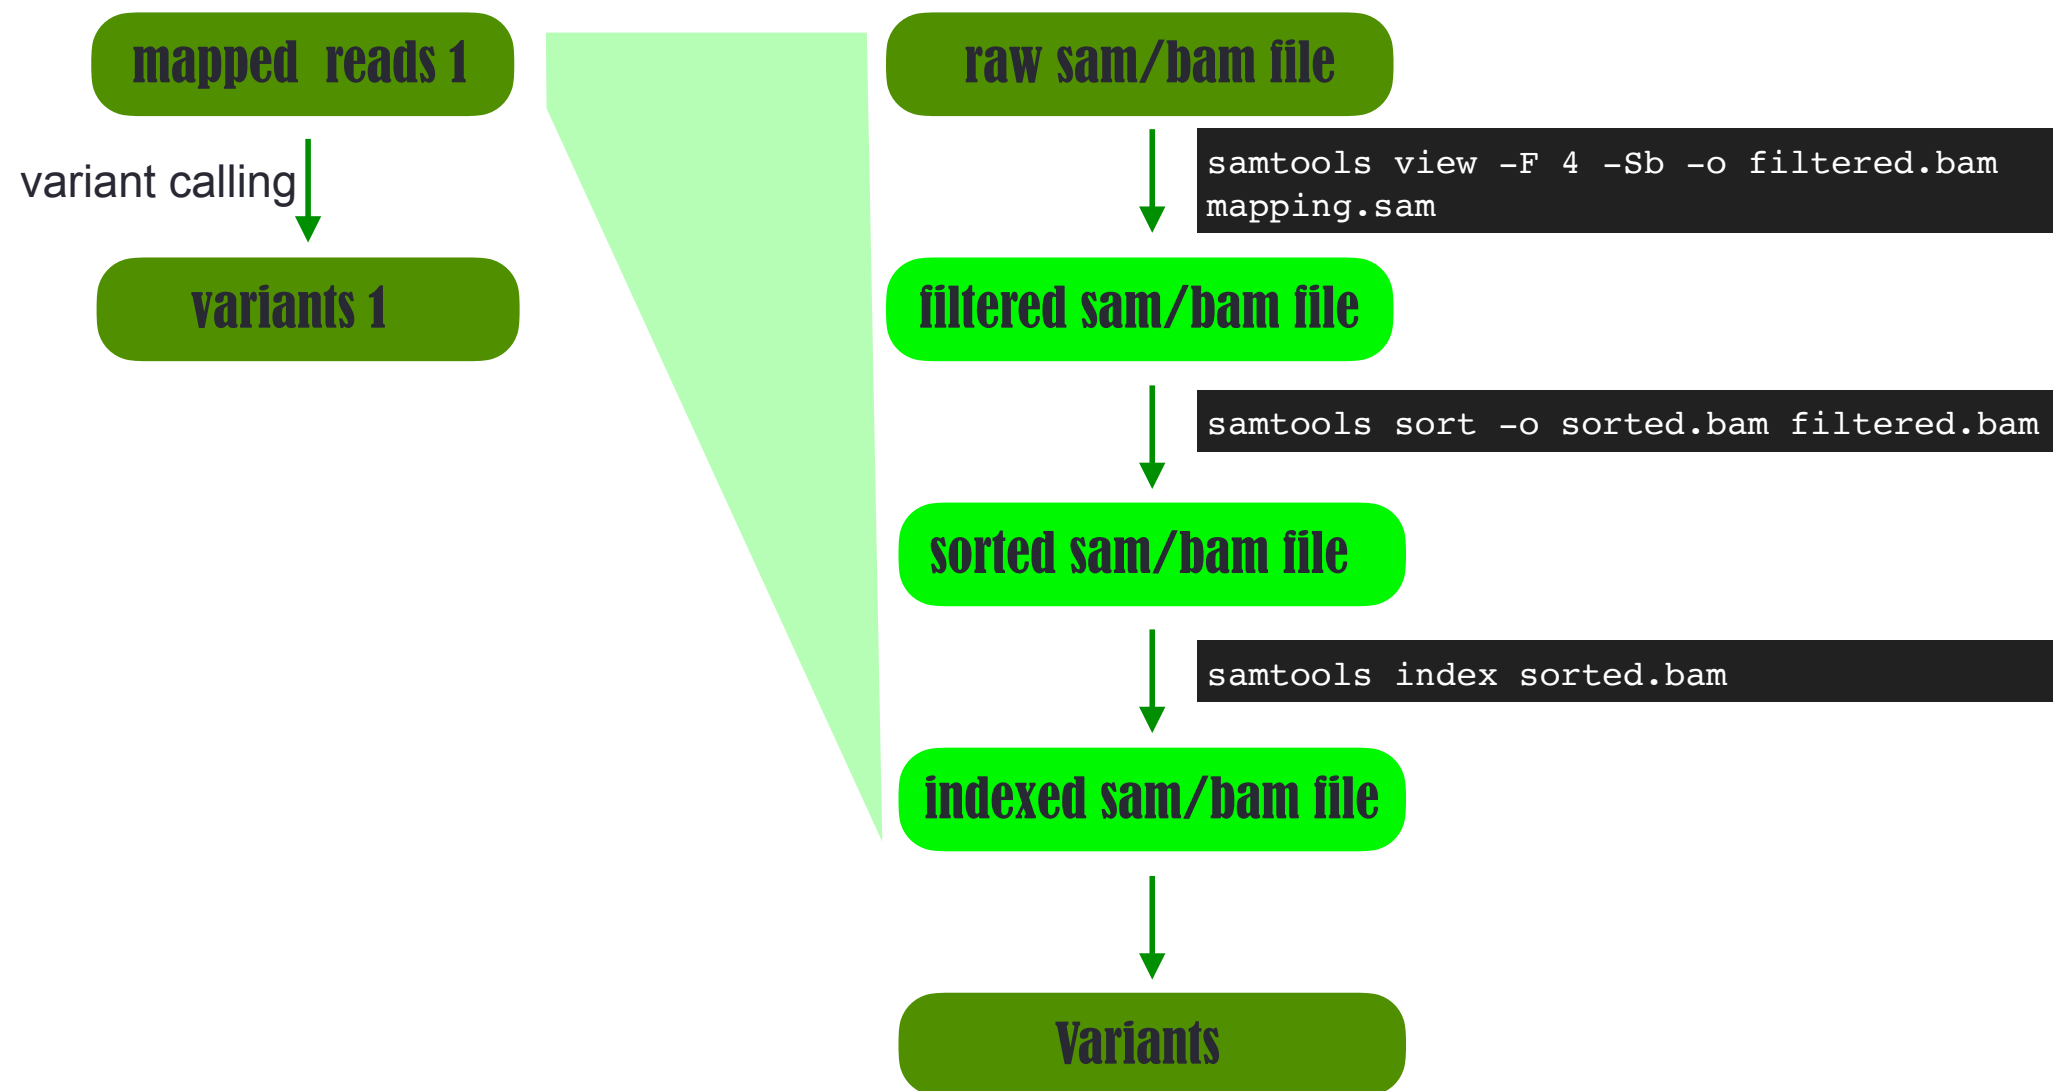 mapped reads 1
variant calling
variants 1
raw sam/bam file
samtools view -F 4 -Sb -o filtered.bam
mapping.sam
filtered sam/bam file
samtools sort -o sorted.bam filtered.bam
sorted sam/bam file
samtools index sorted.bam
indexed sam/bam file
Variants